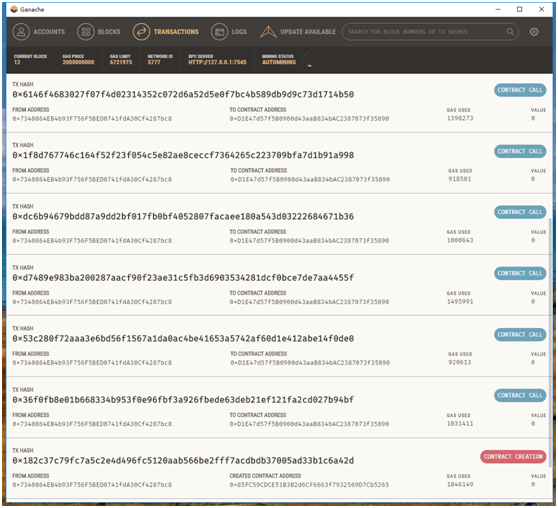 Ganache
ACCOUNTS BLOCKS TRANSACTIONS LOGS UPDATE AVAILABLE SEARCH FOR BLOCK NUMBERS OR TX HASHES
CURRENT BLOCK GAS PRICE GAS LIMIT NETWORK ID RPC SERVER MINING STATUS
12 2000000000 6721975 5777 HTTP://127.0.0.1:7545 AUTOMINING
TX HASH
0×6146f4683027f07f4d02314352c072d6a52d5e0f7bc4b589db9d9c73d1714b50 CONTRACT CALL
FROM ADDRESS TO CONTRACT ADDRESS GAS USED VALUE
0×7340864EB4b93F756F5BED0741fdA30Cf4287bc8 0×D1E47d57f5B0900d43aaB834bAC2387073f35890 1398273 0
TX HASH
0×1f8d767746c164f52f23f054c5e82ae8ceccf7364265c223709bfa7d1b91a998 CONTRACT CALL
FROM ADDRESS TO CONTRACT ADDRESS GAS USED VALUE
0×7340864EB4b93F756F5BED0741fdA30Cf4287bc8 0×D1E47d57f5B0900d43aaB834bAC2387073f35890 918501 0
TX HASH
0×dc6b94679bdd87a9dd2bf017fb0bf4052807facaee180a543d03222684671b36 CONTRACT CALL
FROM ADDRESS TO CONTRACT ADDRESS GAS USED VALUE
0×7340864EB4b93F756F5BED0741fdA30Cf4287bc8 0×D1E47d57f5B0900d43aaB834bAC2387073f35890 1000643 0
TX HASH
0×d7489e983ba200287aacf90f23ae31c5fb3d6903534281dcf0bce7de7aa4455f CONTRACT CALL
FROM ADDRESS TO CONTRACT ADDRESS GAS USED VALUE
0×7340864EB4b93F756F5BED0741fdA30Cf4287bc8 0×D1E47d57f5B0900d43aaB834bAC2387073f35890 1495991 0
TX HASH
0×53c280f72aaa3e6bd56f1567a1da0ac4be41653a5742af60d1e412abe14f0de0 CONTRACT CALL
FROM ADDRESS TO CONTRACT ADDRESS GAS USED VALUE
0×7340864EB4b93F756F5BED0741fdA30Cf4287bc8 0×D1E47d57f5B0900d43aaB834bAC2387073f35890 920613 0
TX HASH
0×36f0fb8e01b668334b953f0e96fbf3a926fbede63deb21ef121fa2cd027b94bf CONTRACT CALL
FROM ADDRESS TO CONTRACT ADDRESS GAS USED VALUE
0×7340864EB4b93F756F5BED0741fdA30Cf4287bc8 0×D1E47d57f5B0900d43aaB834bAC2387073f35890 1031411 0
TX HASH
0×182c37c79fc7a5c2e4d496fc5120aab566be2fff7acdbdb37005ad33b1c6a42d CONTRACT CREATION
FROM ADDRESS CREATED CONTRACT ADDRESS GAS USED VALUE
0×7340864EB4b93F756F5BED0741fdA30Cf4287bc8 0×85FC59CDC51B3B2d6CF6663f7932569D7Cb5265 1846149 0